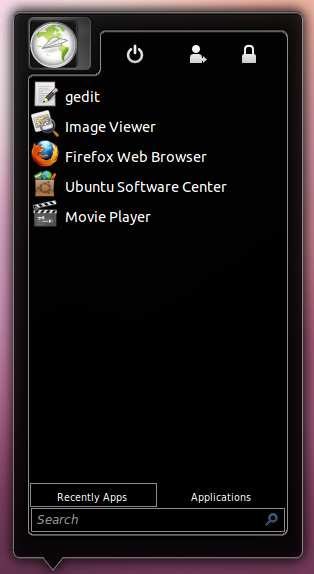 gedit
Image Viewer
Firefox Web Browser
Ubuntu Software Center
Movie Player
Recently Apps
Applications
Search